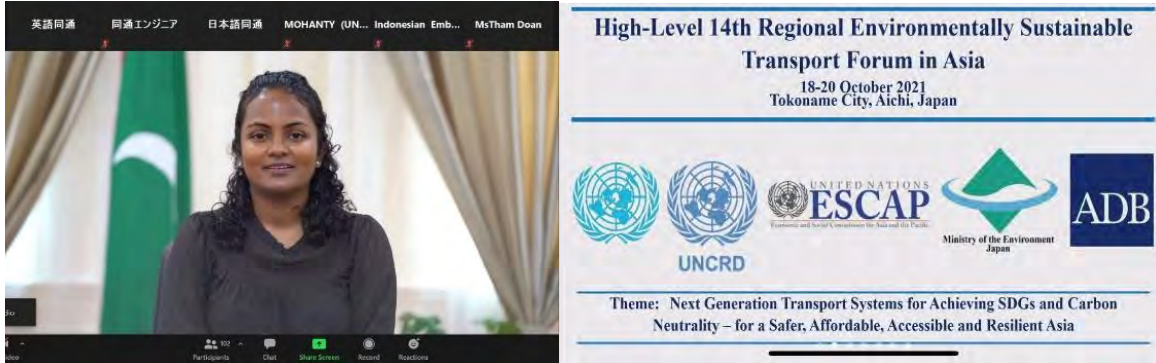 英語同通
同通エンジニア
日本語同通
MOHANTY (UN...
Indonesian Emb...
MsTham Doan
102
Participants
Chat
Share Screen
Record
Reactions
High-Level 14th Regional Environmentally Sustainable
Transport Forum in Asia
18-20 October 2021
Tokoname City, Aichi, Japan
UNCRD
UNITED NATIONS
ESCAP
Economic and Social Commission for Asia and the Pacific
Ministry of the Environment
Japan
ADB
Theme: Next Generation Transport Systems for Achieving SDGs and Carbon
Neutrality – for a Safer, Affordable, Accessible and Resilient Asia